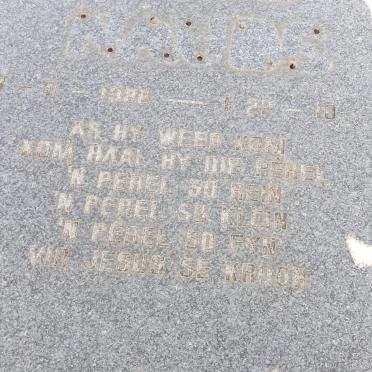 NAUDE
AS HY WEER KOM
KOM HAAL HY DIE PEREL
'N PEREL SO REIN
'N PEREL SO KLEIN
'N PEREL SO FYN
VIR JESUS SE KROON